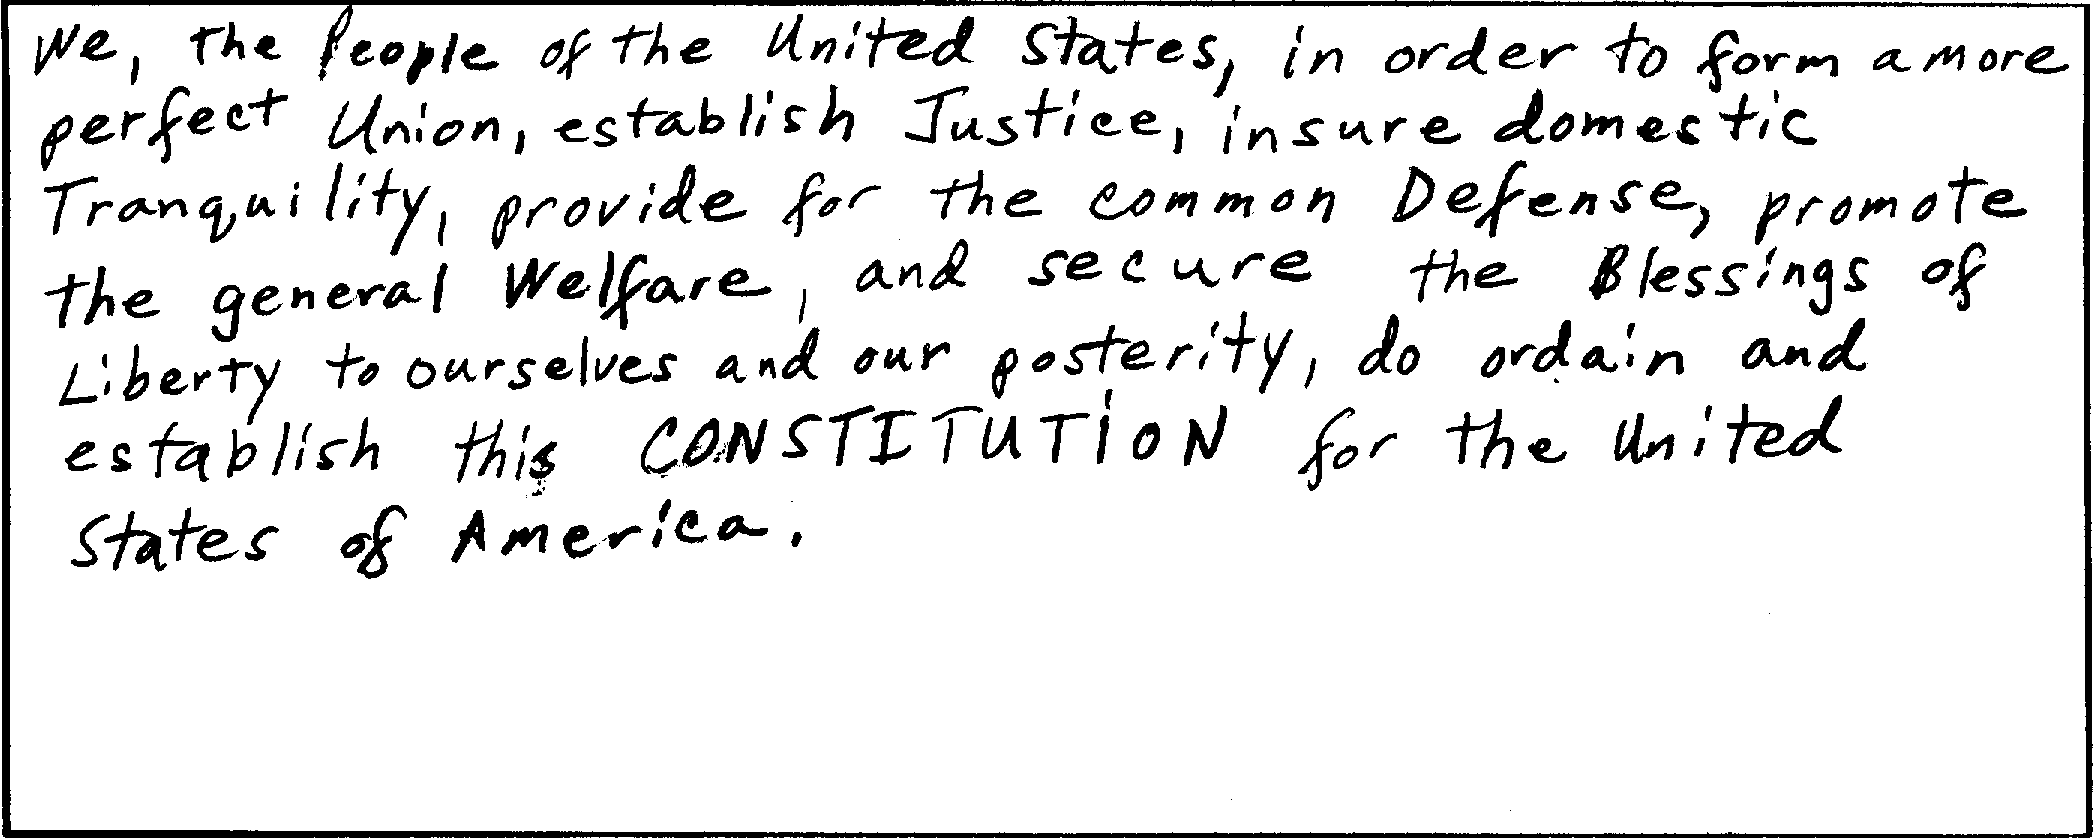 We, the People of the United States, in order to form a more
perfect Union, establish Justice, insure domestic
Tranquility, provide for the common Defense, promote
the general Welfare, and secure the Blessings of
Liberty to ourselves and our posterity, do ordain and
establish this CONSTITUTION for the United
States of America.